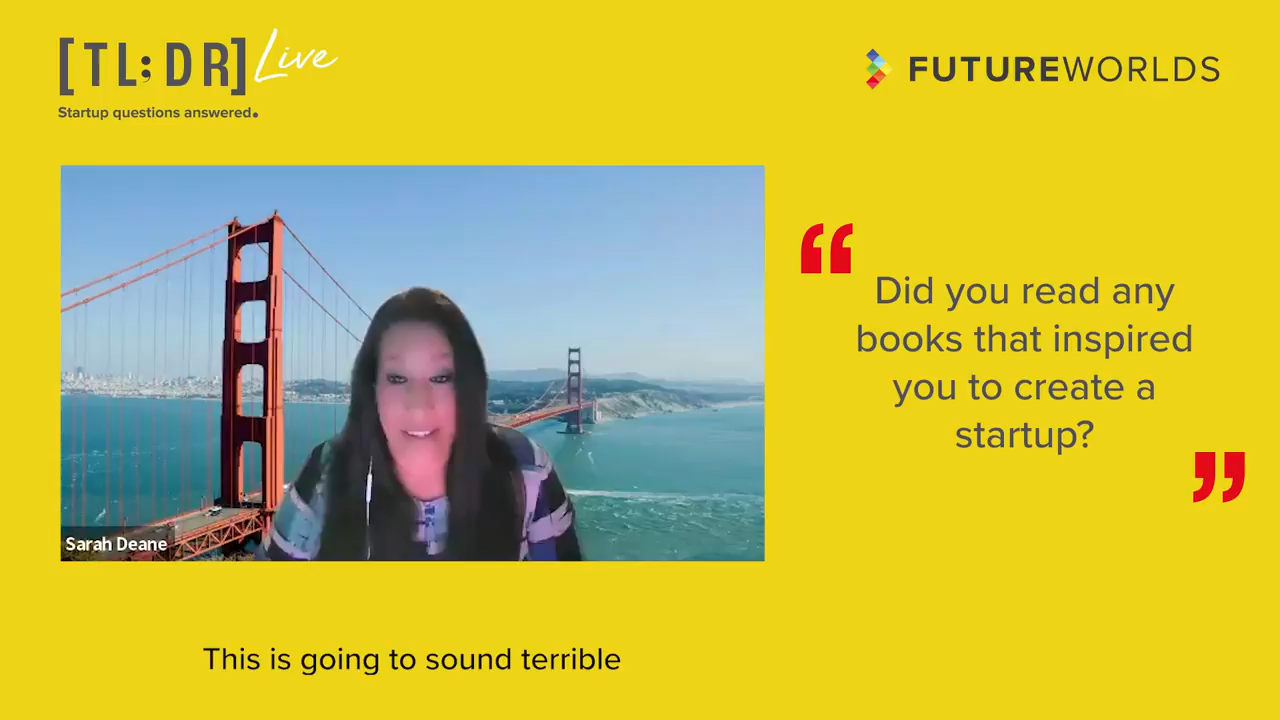 [TL;DR] Live
Startup questions answered.
FUTUREWORLDS
“
Did you read any
books that inspired
you to create a
startup?
”
Sarah Deane
This is going to sound terrible